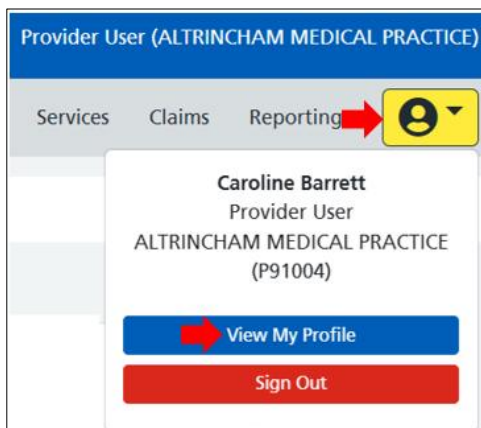 Provider User (ALTRINCHAM MEDICAL PRACTICE)
Services Claims Reporting
Caroline Barrett
Provider User
ALTRINCHAM MEDICAL PRACTICE
(P91004)
View My Profile
Sign Out